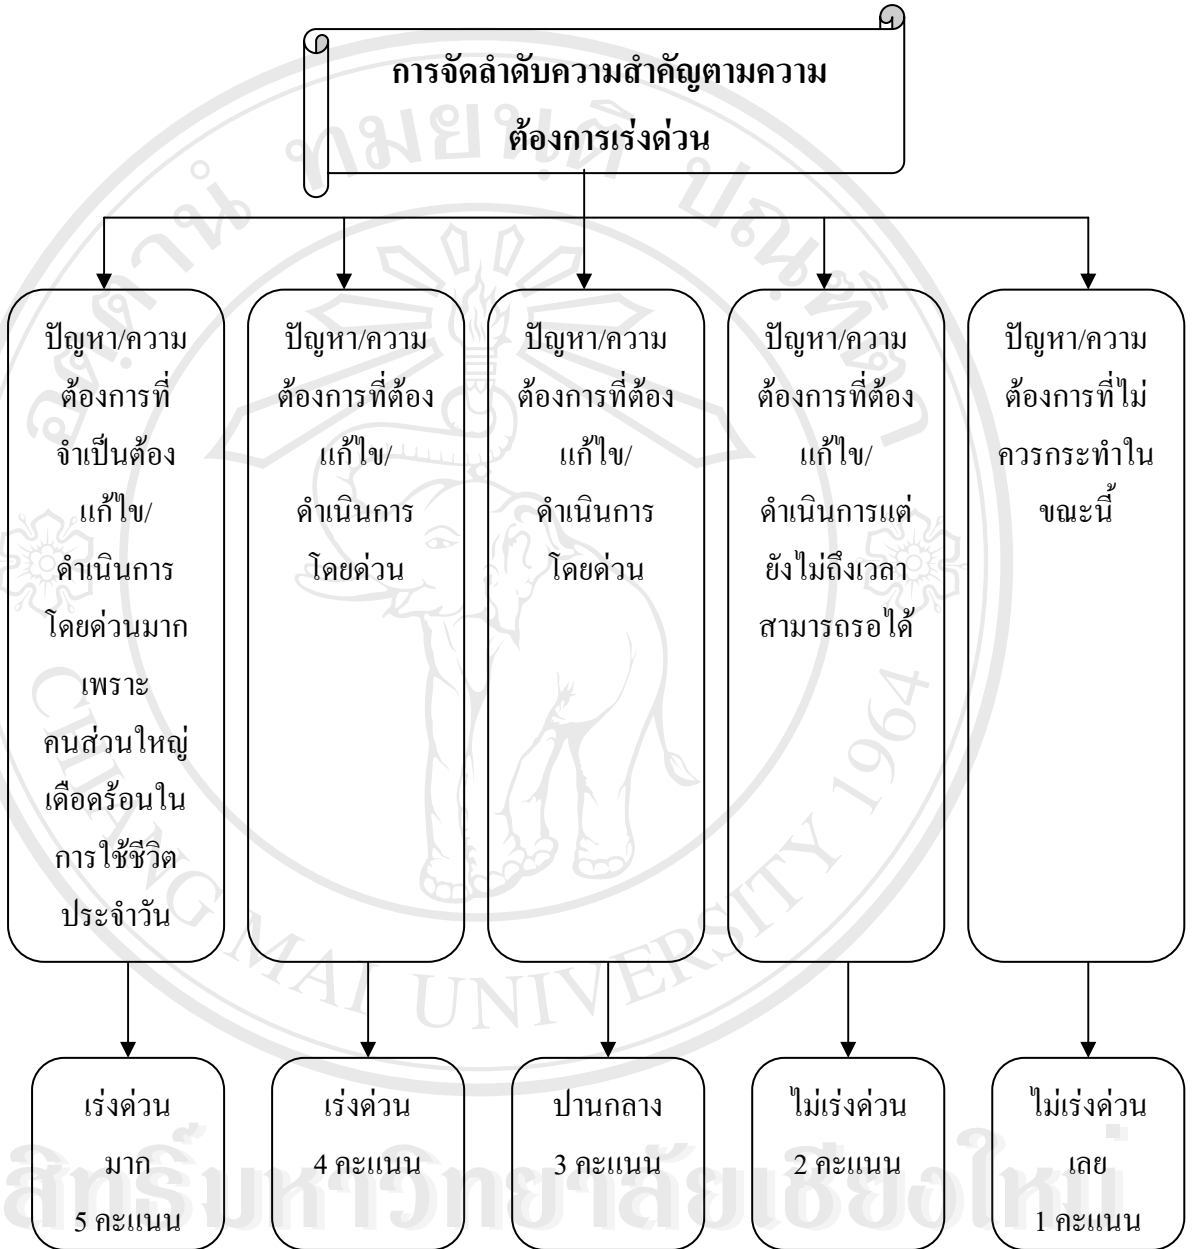 การจัดลำดับความสำคัญตามความ
ต้องการเร่งด่วน
ปัญหา/ความ
ต้องการที่
จำเป็นต้อง
แก้ไข/
ดำเนินการ
โดยด่วนมาก
เพราะ
คนส่วนใหญ่
เดือดร้อนใน
การใช้ชีวิต
ประจำวัน
ปัญหา/ความ
ต้องการที่ต้อง
แก้ไข/
ดำเนินการ
โดยด่วน
ปัญหา/ความ
ต้องการที่ต้อง
แก้ไข/
ดำเนินการ
โดยด่วน
ปัญหา/ความ
ต้องการที่ต้อง
แก้ไข/
ดำเนินการแต่
ยังไม่ถึงเวลา
สามารถรอได้
ปัญหา/ความ
ต้องการที่ไม่
ควรกระทำใน
ขณะนี้
เร่งด่วน
มาก
5 คะแนน
เร่งด่วน
4 คะแนน
ปานกลาง
3 คะแนน
ไม่เร่งด่วน
2 คะแนน
ไม่เร่งด่วน
เลย
1 คะแนน
CHIANG MAI UNIVERSITY 1964